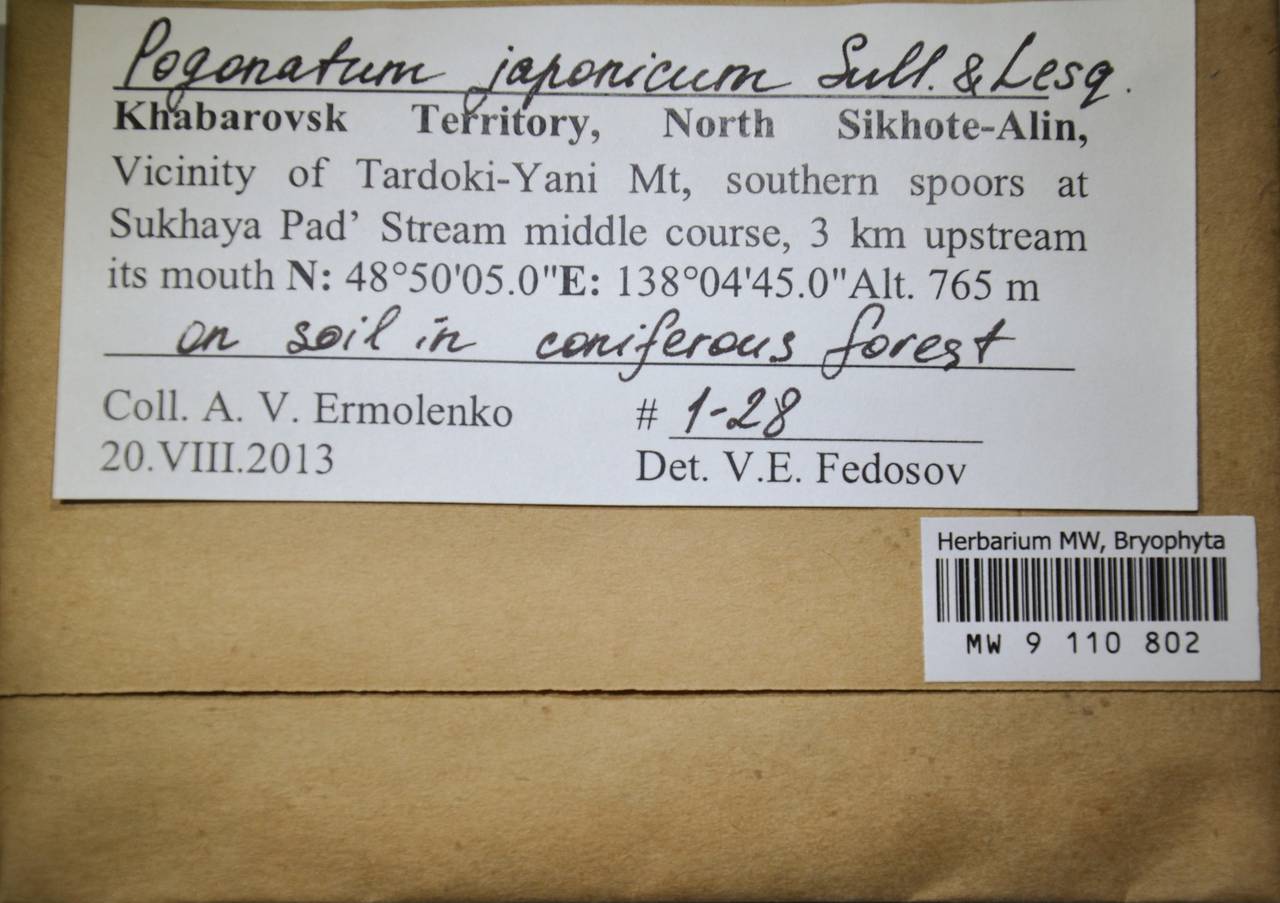 Pogonatum japonicum Sull. & Lesq.
Khabarovsk Territory, North Sikhote-Alin,
Vicinity of Tardoki-Yani Mt, southern spoors at
Sukhaya Pad’ Stream middle course, 3 km upstream
its mouth N: 48°50'05.0"E: 138°04'45.0"Alt. 765 m
on soil in coniferous forest
Coll. A. V. Ermolenko # 1-28
20.VIII.2013 Det. V.E. Fedosov
Herbarium MW, Bryophyta
MW 9 110 802